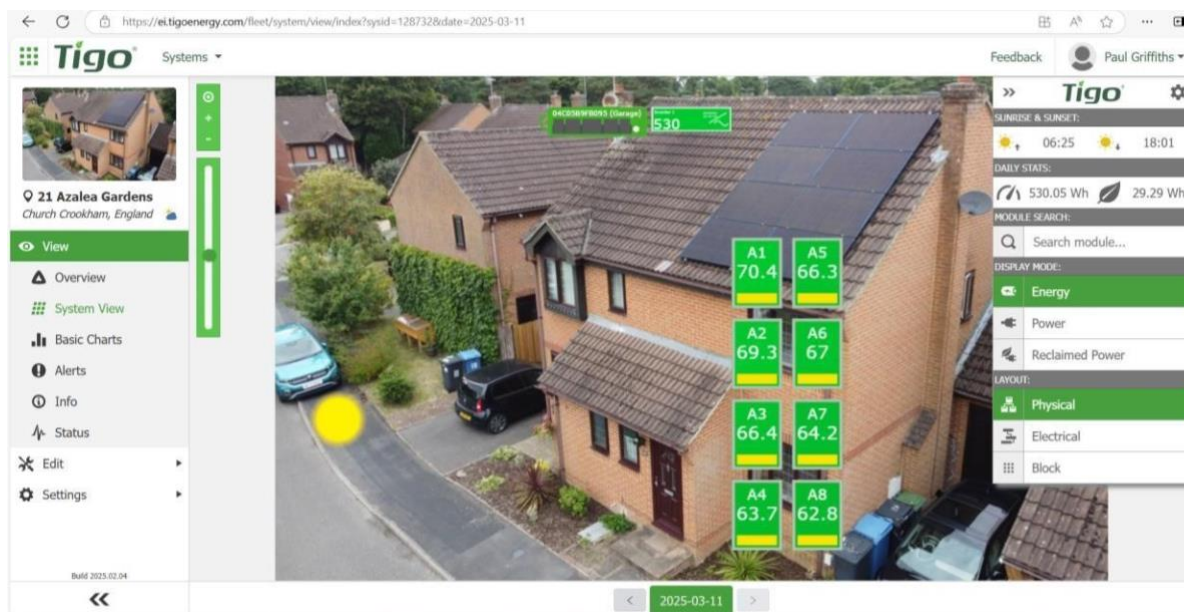 https://ei.tigoenergy.com/fleet/system/view/index?sysid=128732&date=2025-03-11
Tigo
Systems
Feedback
Paul Griffiths
21 Azalea Gardens
Church Crookham, England
View
Overview
System View
Basic Charts
Alerts
Info
Status
Edit
Settings
Build 2025.02.04
(Garage)
530
A1
70.4
A5
66.3
A2
69.3
A6
67
A3
66.4
A7
64.2
A4
63.7
A8
62.8
2025-03-11
Tigo
SUNRISE & SUNSET:
06:25
18:01
DAILY STATS:
530.05 Wh
29.29 Wh
MODULE SEARCH:
Search module...
DISPLAY MODE:
Energy
Power
Reclaimed Power
LAYOUT:
Physical
Electrical
Block